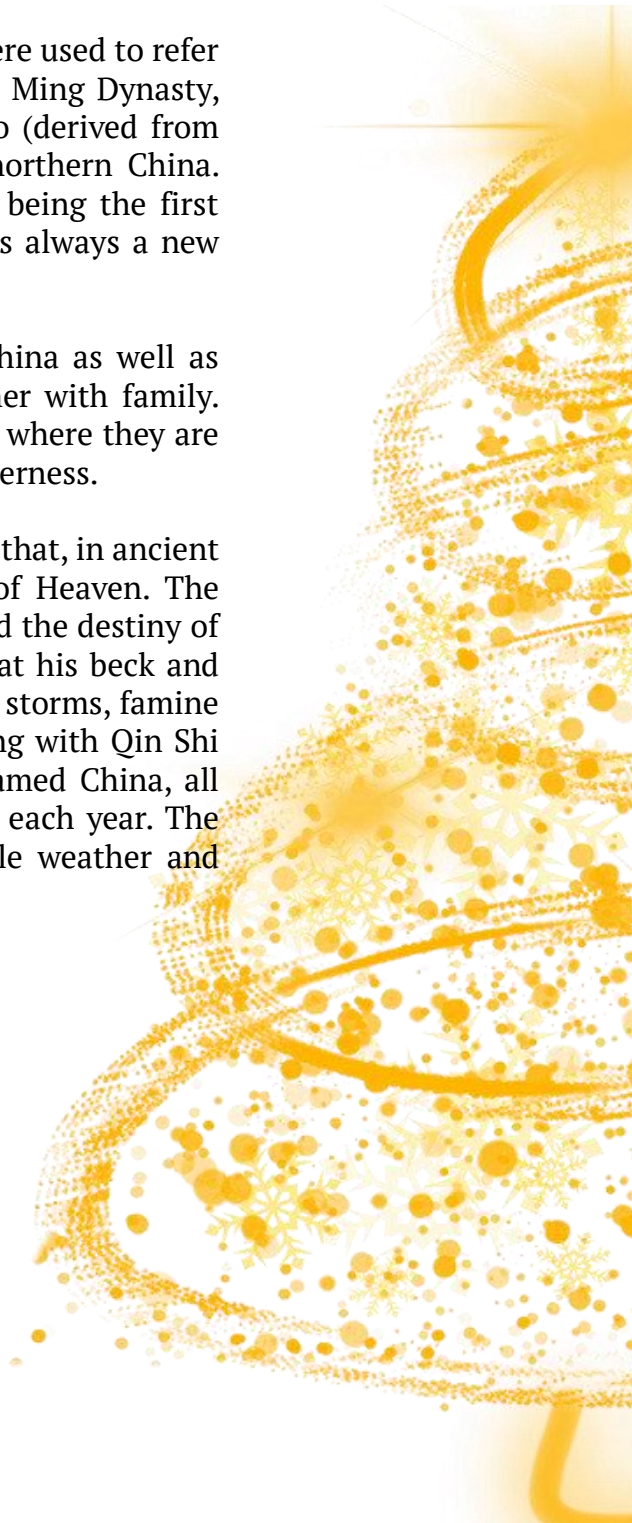 ere used to refer
Ming Dynasty,
o (derived from
northern China.
being the first
s always a new
hina as well as
er with family.
where they are
erness.
that, in ancient
of Heaven. The
d the destiny of
at his beck and
storms, famine
ng with Qin Shi
amed China, all
each year. The
le weather and